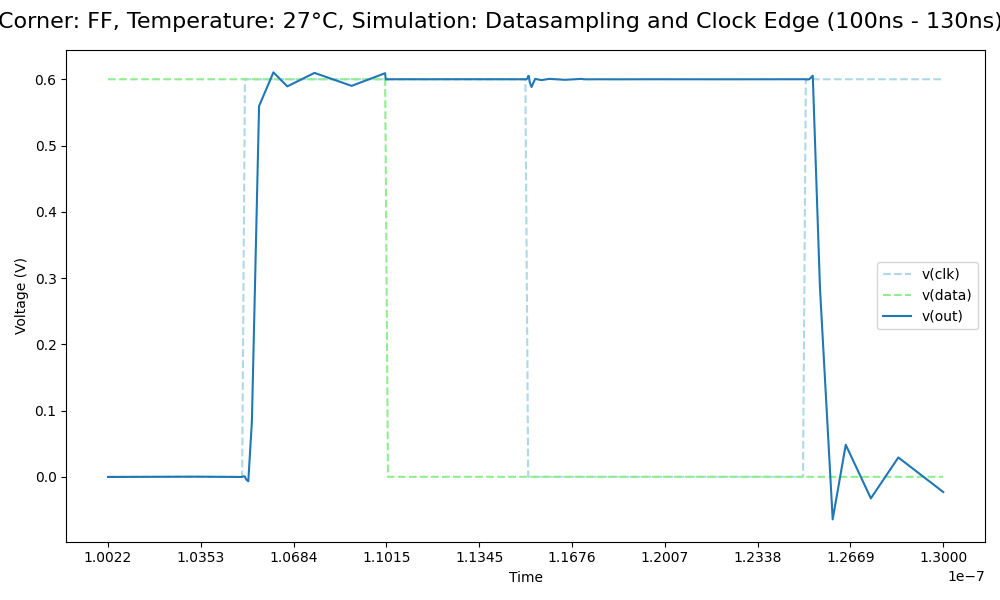 Corner: FF, Temperature: 27°C, Simulation: Datasampling and Clock Edge (100ns - 130ns)
0.6
0.5
0.4
0.3
0.2
0.1
0.0
Voltage (V)
v(clk)
v(data)
v(out)
1.0022 1.0353 1.0684 1.1015 1.1345 1.1676 1.2007 1.2338 1.2669 1.3000
1e−7
Time